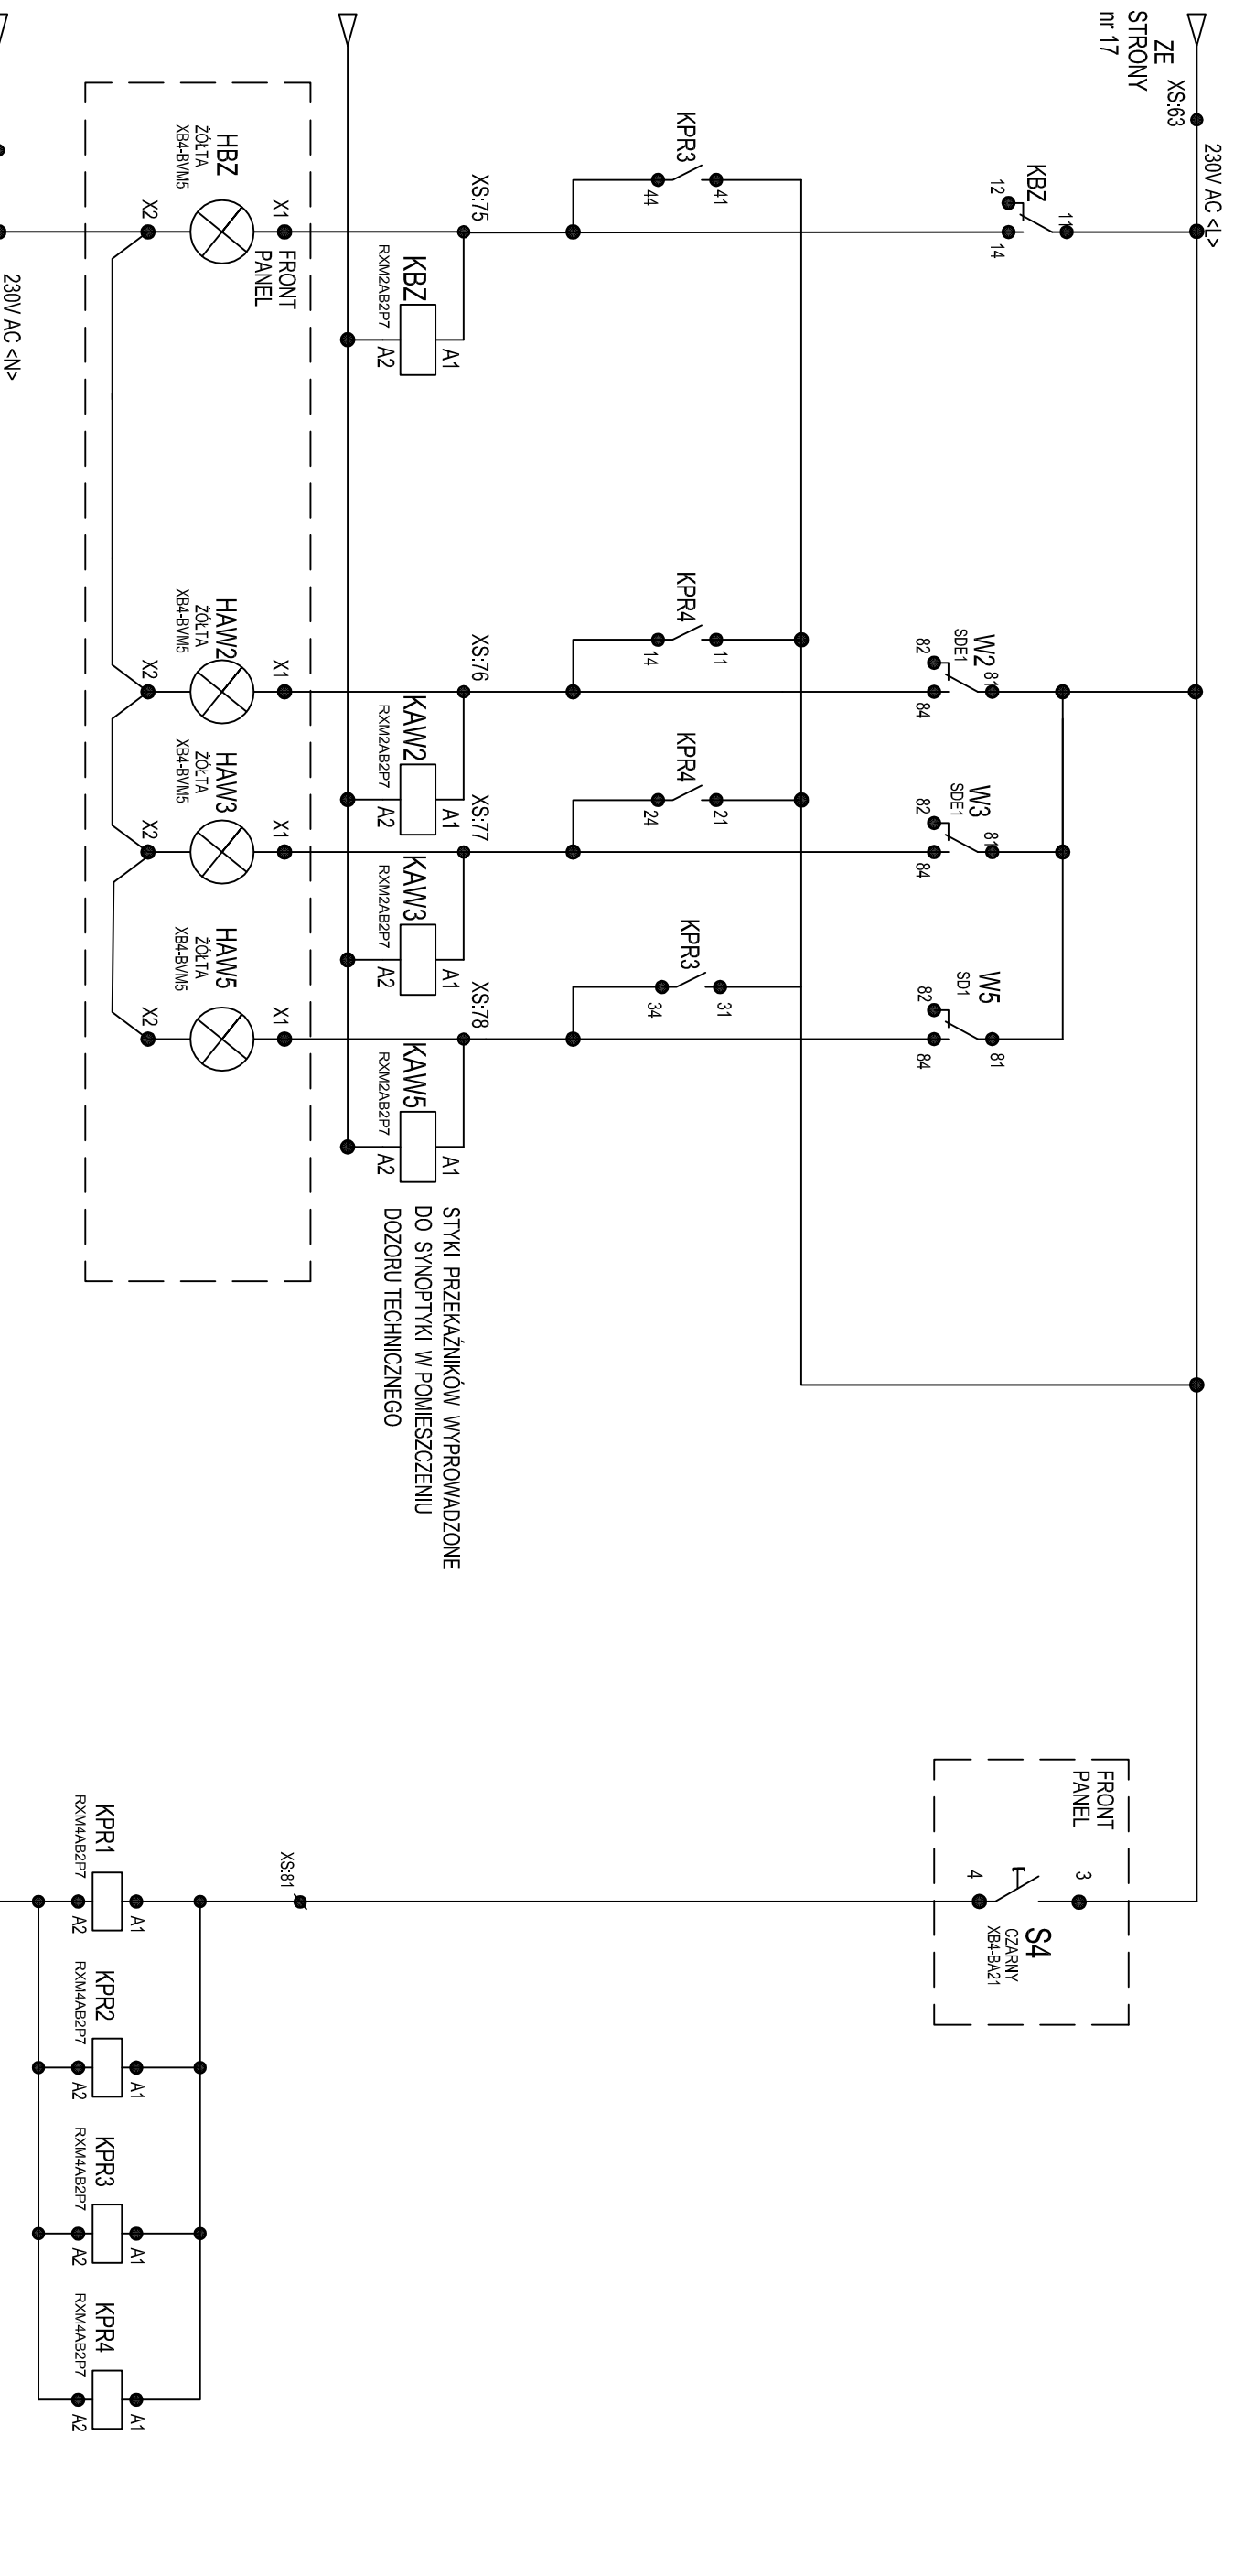 ZE
STRONY
nr 17
XS:63
230V AC <L>
KBZ
11
12
14
W2
SDE1
81
82
84
W3
SDE1
81
82
84
W5
SD1
81
82
84
FRONT
PANEL
3
4
S4
CZARNY
XB4-BA21
KPR3
41
44
KPR4
11
14
KPR4
21
24
KPR3
31
34
XS:75
KBZ
RXM2AB2P7
A1
A2
XS:76
KAW2
RXM2AB2P7
A1
A2
XS:77
KAW3
RXM2AB2P7
A1
A2
XS:78
KAW5
RXM2AB2P7
A1
A2
STYKI PRZEKAŹNIKÓW WYPROWADZONE
DO SYNOPTYKI W POMIESZCZENIU
DOZORU TECHNICZNEGO
FRONT
PANEL
X1
HBZ
ŻÓŁTA
XB4-BVM5
X2
X1
HAW2
ŻÓŁTA
XB4-BVM5
X2
X1
HAW3
ŻÓŁTA
XB4-BVM5
X2
X1
HAW5
ŻÓŁTA
XB4-BVM5
X2
XS:81
KPR1
RXM4AB2P7
A1
A2
KPR2
RXM4AB2P7
A1
A2
KPR3
RXM4AB2P7
A1
A2
KPR4
RXM4AB2P7
A1
A2
230V AC <N>